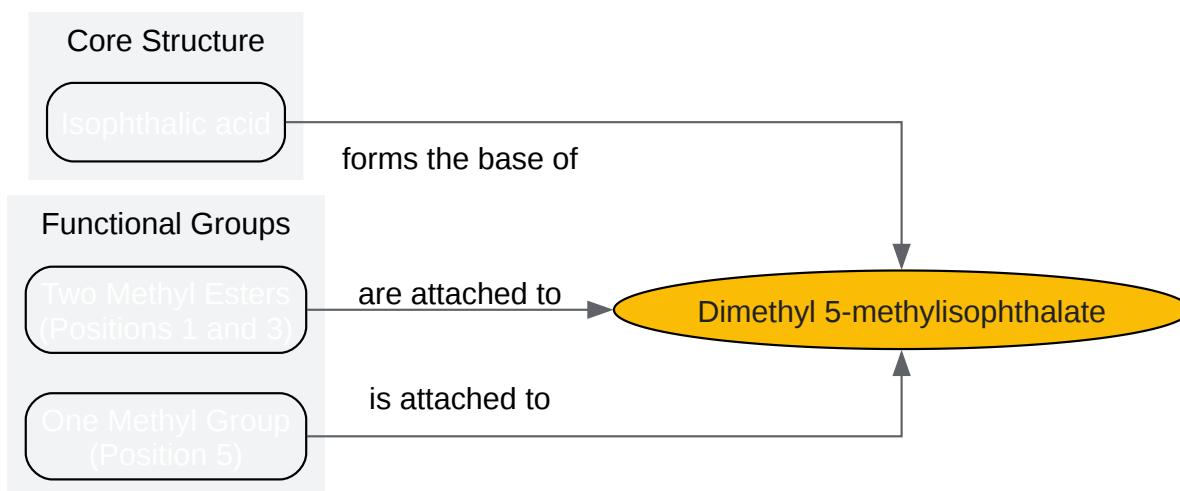 Core Structure
Isophthalic acid
forms the base of
Functional Groups
Two Methyl Esters
(Positions 1 and 3)
are attached to
Dimethyl 5-methylisophthalate
One Methyl Group
(Position 5)
is attached to